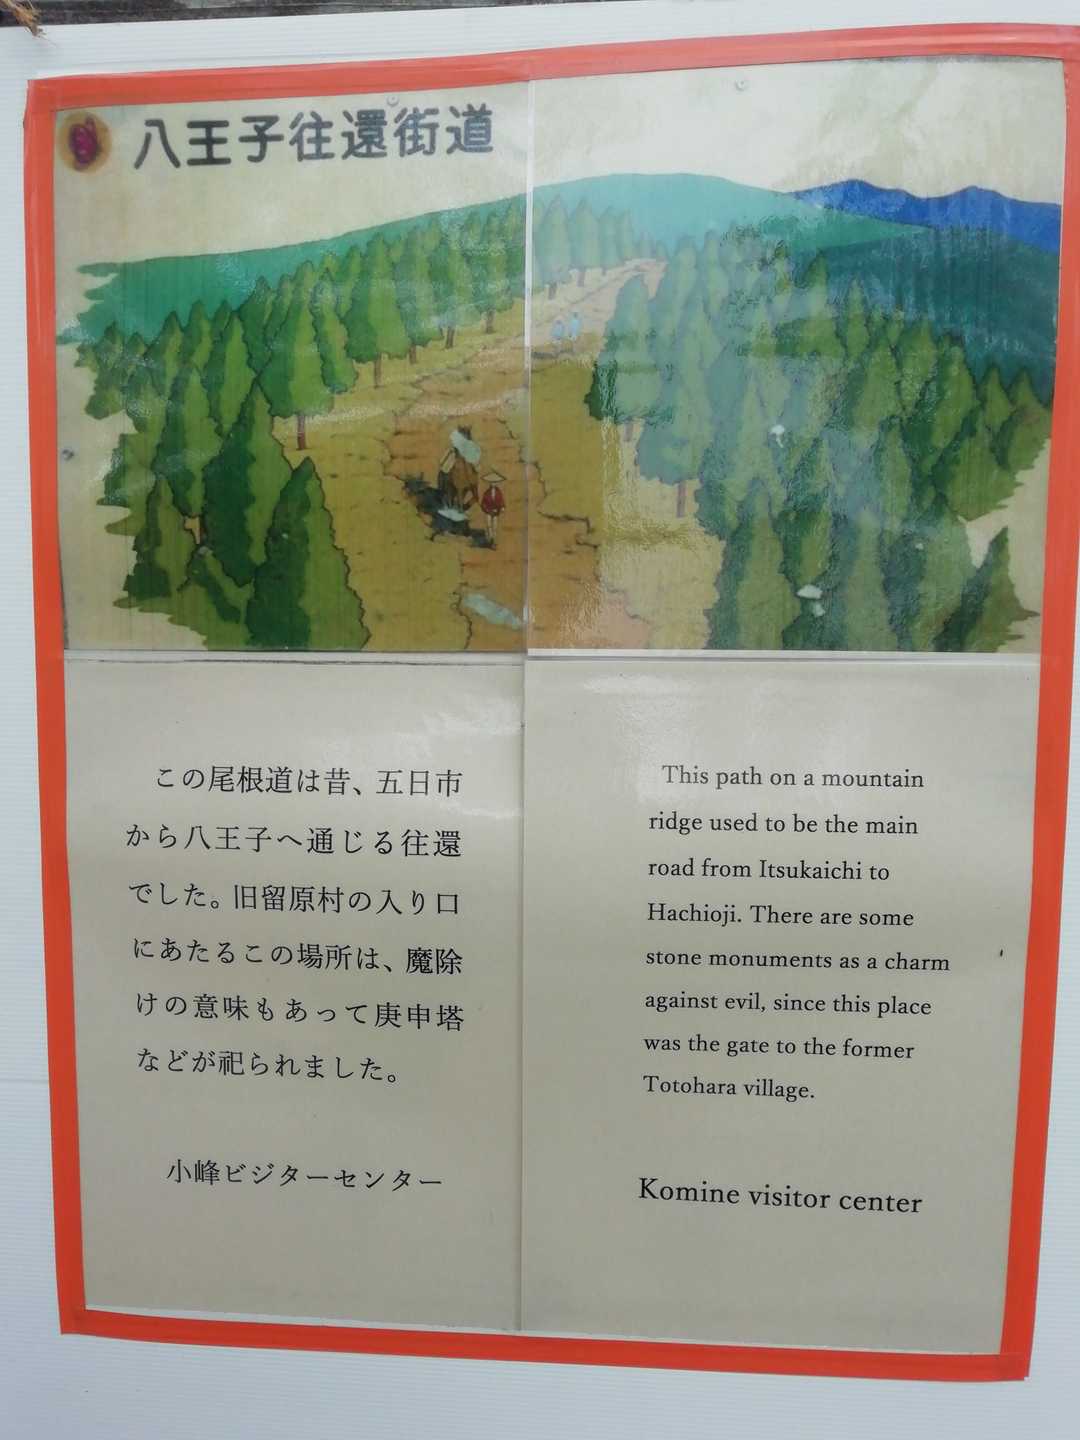 八王子往還街道
この尾根道は昔、五日市
から八王子へ通じる往還
でした。旧留原村の入り口
にあたるこの場所は、魔除
けの意味もあって庚申塔
などが祀られました。
小峰ビジターセンター
This path on a mountain
ridge used to be the main
road from Itsukaichi to
Hachioji. There are some
stone monuments as a charm
against evil, since this place
was the gate to the former
Totohara village.
Komine visitor center